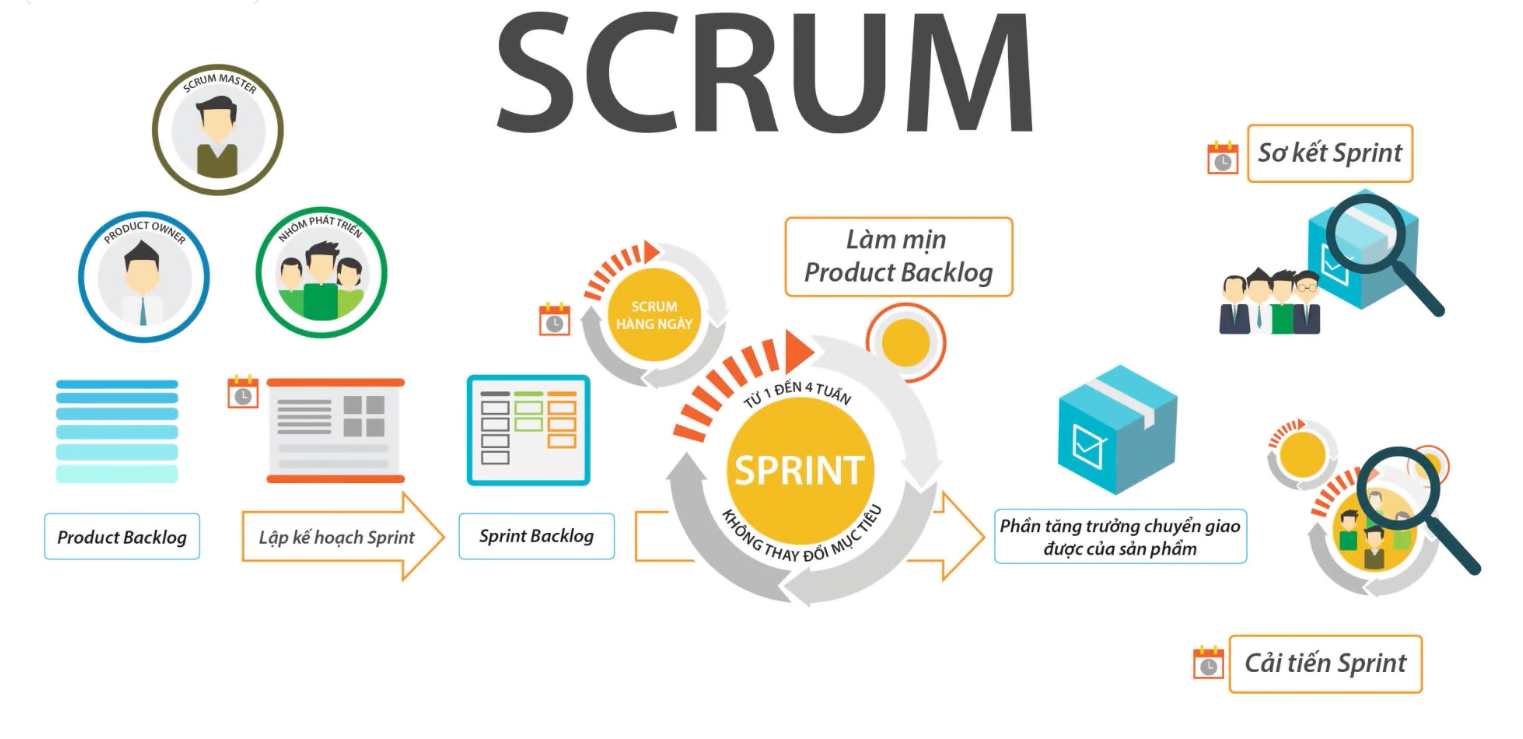 SCRUM
SCRUM MASTER
PRODUCT OWNER
NHÓM PHÁT TRIỂN
Sơ kết Sprint
Làm mịn
Product Backlog
SCRUM
HÀNG NGÀY
TỪ 1 ĐẾN 4 TUẦN
SPRINT
KHÔNG THAY ĐỔI MỤC TIÊU
Product Backlog
Lập kế hoạch Sprint
Sprint Backlog
Phần tăng trưởng chuyển giao
được của sản phẩm
Cải tiến Sprint